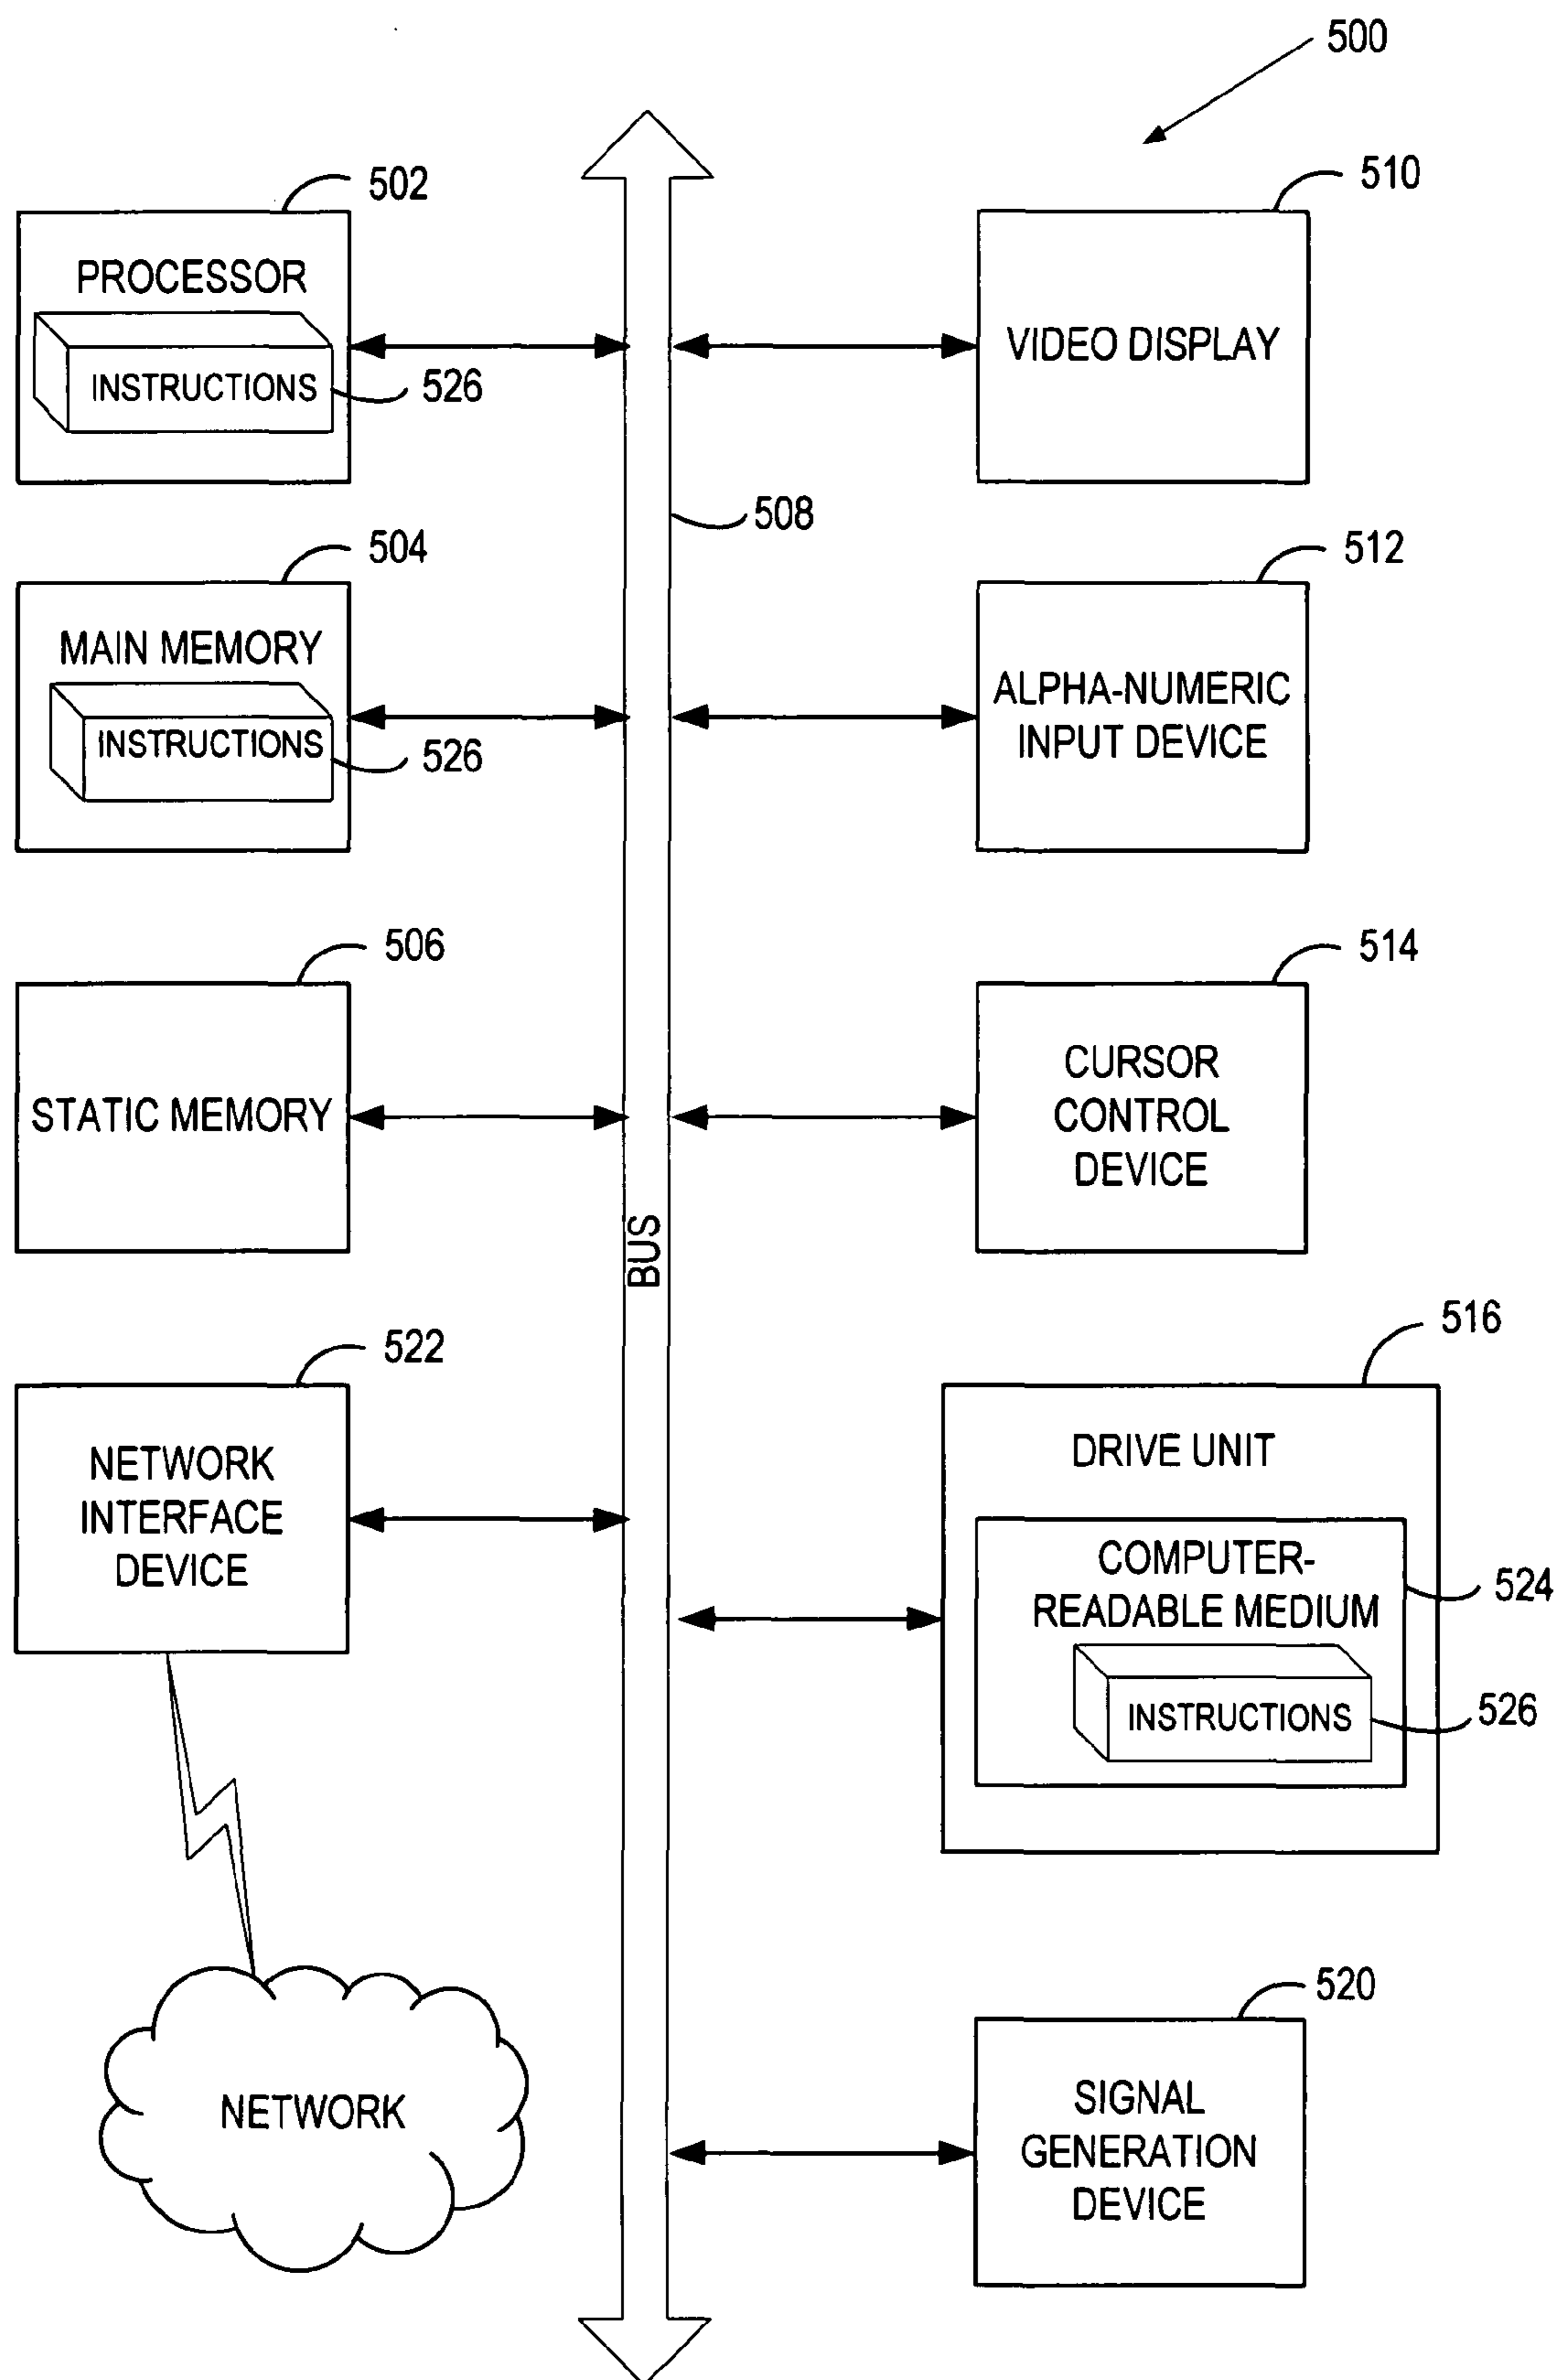 500
502
PROCESSOR
INSTRUCTIONS
526
510
VIDEO DISPLAY
508
504
MAIN MEMORY
INSTRUCTIONS
526
512
ALPHA-NUMERIC
INPUT DEVICE
506
STATIC MEMORY
514
CURSOR
CONTROL
DEVICE
BUS
522
NETWORK
INTERFACE
DEVICE
516
DRIVE UNIT
COMPUTER-
READABLE MEDIUM
524
INSTRUCTIONS
526
NETWORK
520
SIGNAL
GENERATION
DEVICE